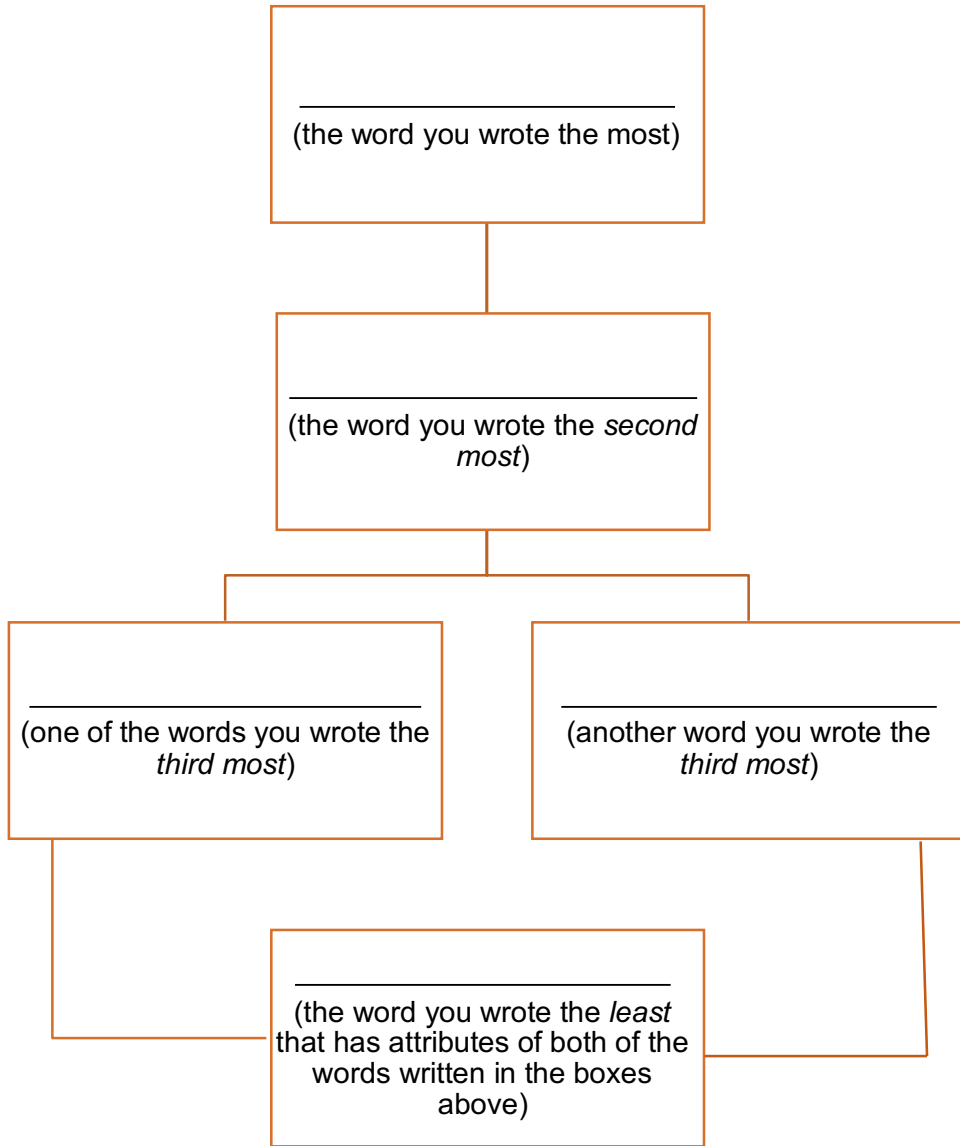 (the word you wrote the most)
(the word you wrote the second
most)
(one of the words you wrote the
third most)
(another word you wrote the
third most)
(the word you wrote the least
that has attributes of both of the
words written in the boxes
above)